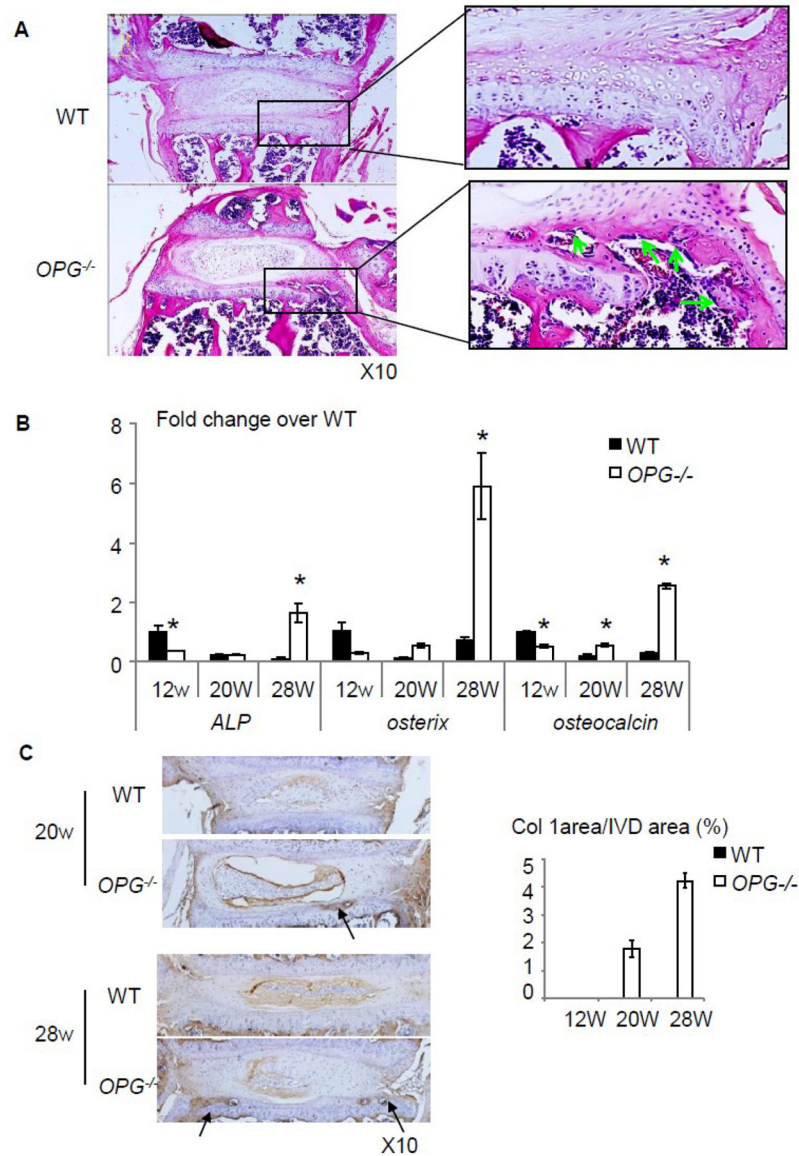 A
WT
OPG-/-
X10
B
Fold change over WT
8
6
4
2
0
*
*
*
*
*
*
WT
OPG-/-
12w 20W 28W 12w 20W 28W 12w 20W 28W
ALP osterix osteocalcin
C
20w
WT
OPG-/-
28w
WT
OPG-/-
X10
Col 1area/IVD area (%)
WT
OPG-/-
5
4
3
2
1
0
12W 20W 28W